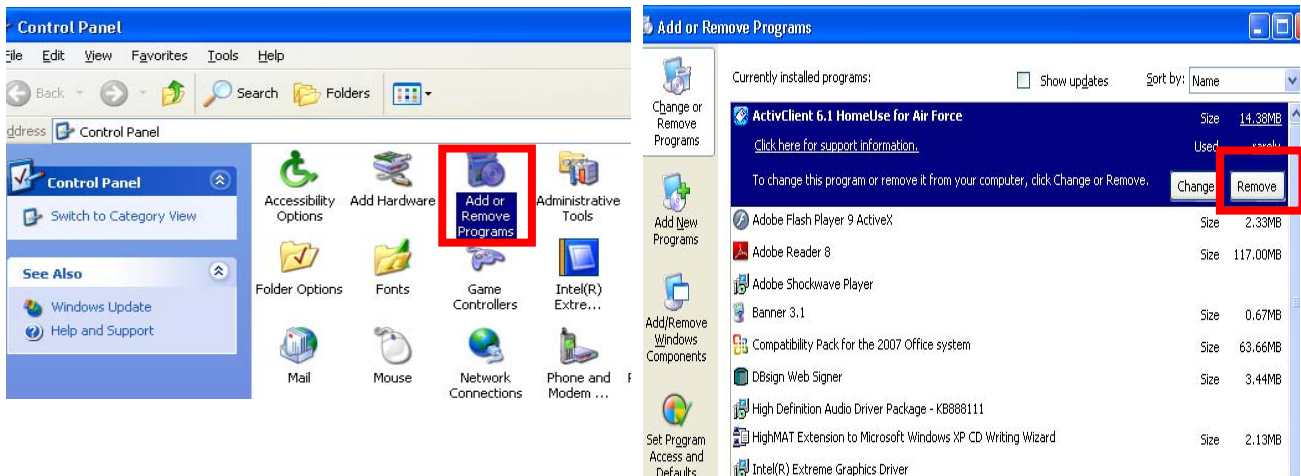 Control Panel
File Edit View Favorites Tools Help
Back Search Folders
Address Control Panel
Control Panel
Switch to Category View
See Also
Windows Update
Help and Support
Accessibility Options
Add Hardware
Add or Remove Programs
Administrative Tools
Folder Options
Fonts
Game Controllers
Intel(R) Extre...
Mail
Mouse
Network Connections
Phone and Modem ...
Add or Remove Programs
Change or Remove Programs
Add New Programs
Add/Remove Windows Components
Set Program Access and Defaults
Currently installed programs: Show updates Sort by: Name
ActivClient 6.1 HomeUse for Air Force Size 14.38MB
Click here for support information. Used rarely
To change this program or remove it from your computer, click Change or Remove. Change Remove
Adobe Flash Player 9 ActiveX Size 2.33MB
Adobe Reader 8 Size 117.00MB
Adobe Shockwave Player
Banner 3.1 Size 0.67MB
Compatibility Pack for the 2007 Office system Size 63.66MB
DBsign Web Signer Size 3.44MB
High Definition Audio Driver Package - KB888111
HighMAT Extension to Microsoft Windows XP CD Writing Wizard Size 2.13MB
Intel(R) Extreme Graphics Driver